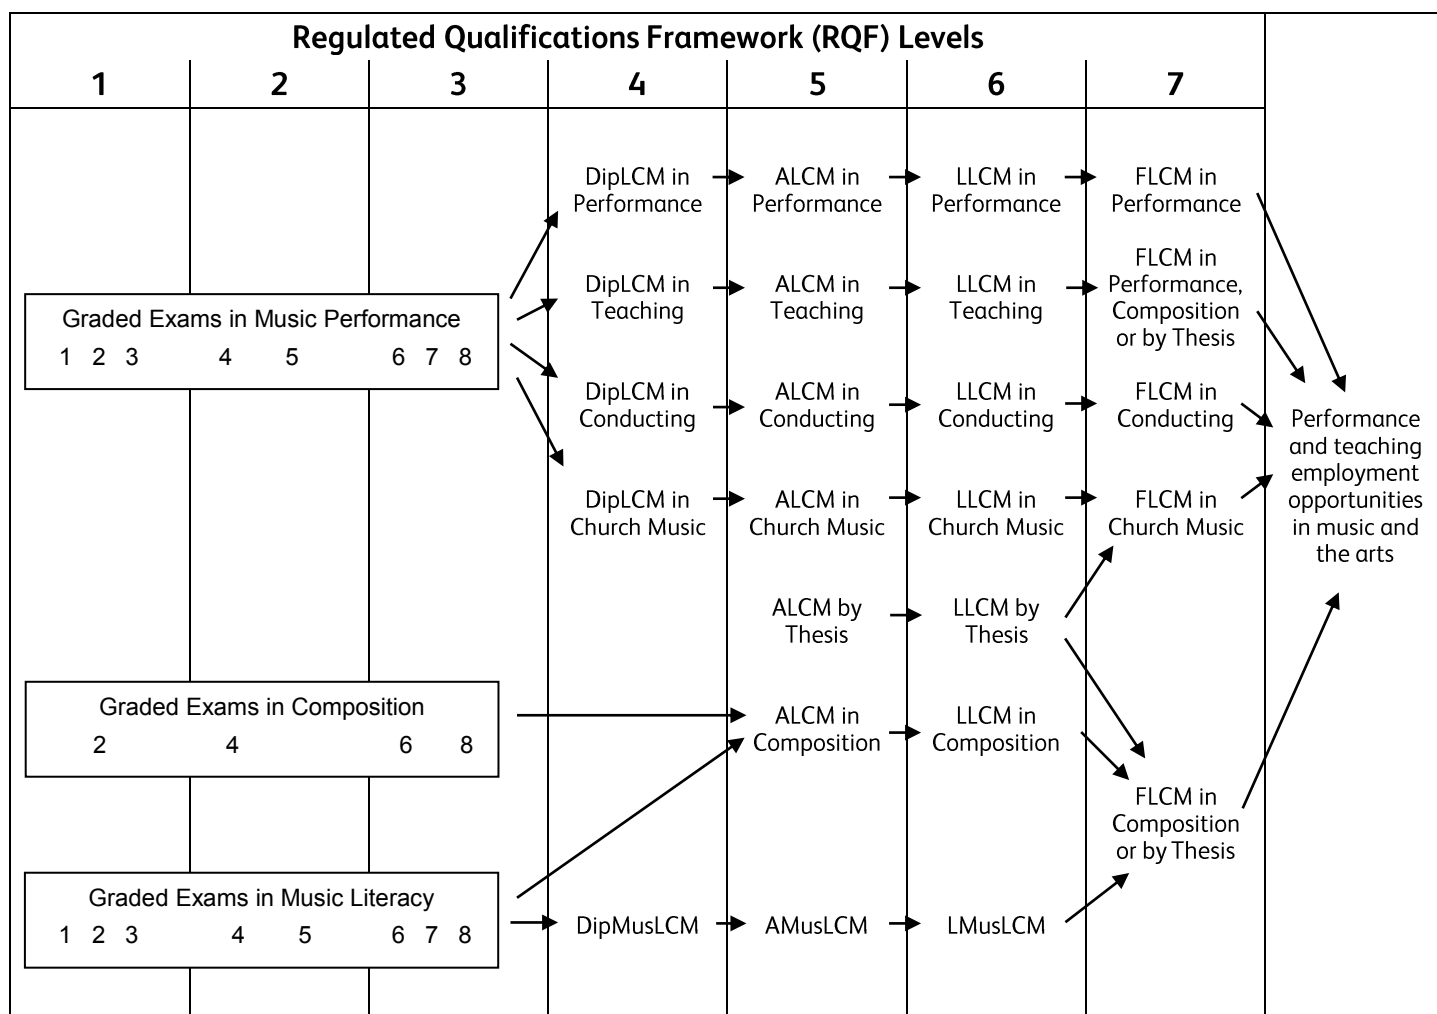 Regulated Qualifications Framework (RQF) Levels
1 2 3 4 5 6 7
DipLCM in
Performance
ALCM in
Performance
LLCM in
Performance
FLCM in
Performance
Graded Exams in Music Performance
1 2 3 4 5 6 7 8
DipLCM in
Teaching
ALCM in
Teaching
LLCM in
Teaching
FLCM in
Performance,
Composition
or by Thesis
DipLCM in
Conducting
ALCM in
Conducting
LLCM in
Conducting
FLCM in
Conducting
DipLCM in
Church Music
ALCM in
Church Music
LLCM in
Church Music
FLCM in
Church Music
Performance
and teaching
employment
opportunities
in music and
the arts
ALCM by
Thesis
LLCM by
Thesis
Graded Exams in Composition
2 4 6 8
ALCM in
Composition
LLCM in
Composition
FLCM in
Composition
or by Thesis
Graded Exams in Music Literacy
1 2 3 4 5 6 7 8
DipMusLCM
AMusLCM
LMusLCM